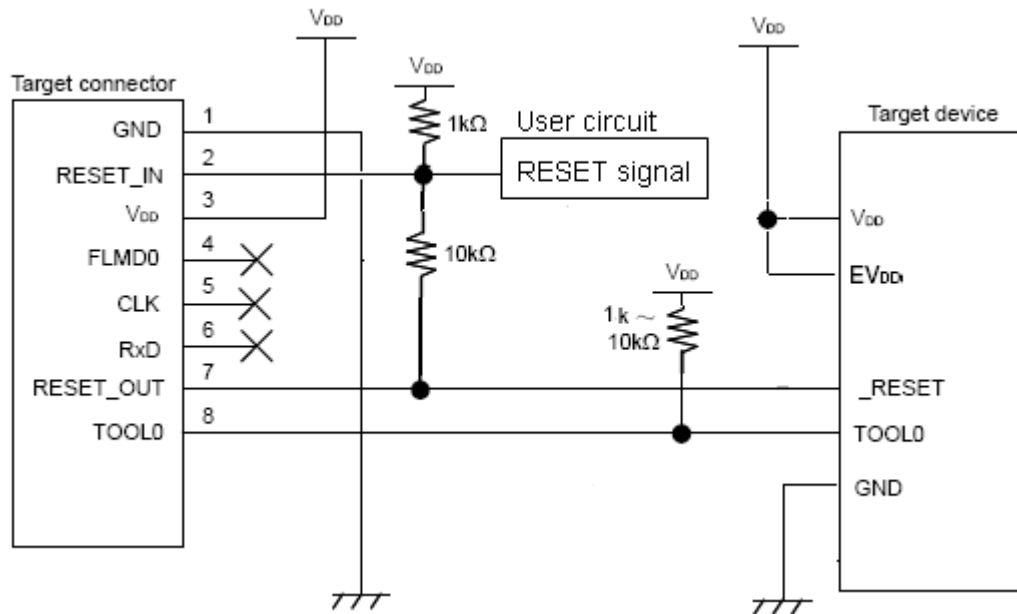 VDD
VDD
VDD
Target connector
Target device
1
GND
1kΩ
User circuit
2
RESET_IN
RESET signal
3
VDD
VDD
4
FLMD0
10kΩ
VDD
EVDD
5
CLK
1k ~
10kΩ
6
RxD
7
RESET_OUT
_RESET
8
TOOL0
TOOL0
GND